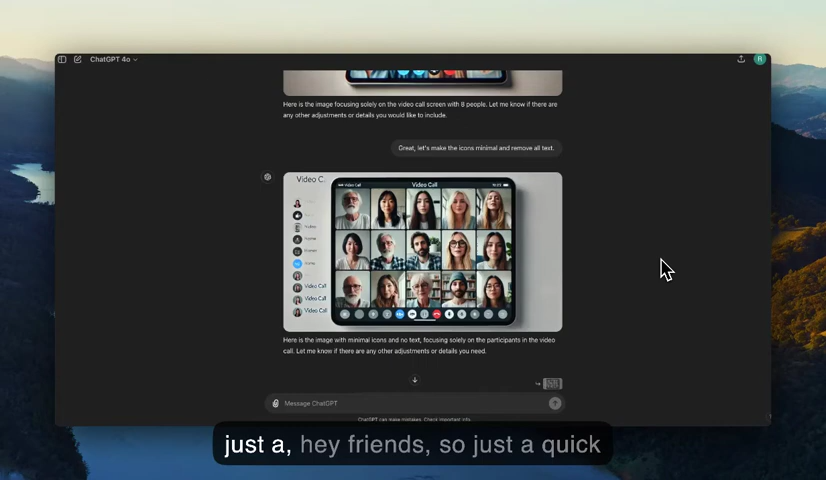 ChatGPT 4o
R
Here is the image focusing solely on the video call screen with 8 people. Let me know if there are
any other adjustments or details you would like to include.
Great, let's make the icons minimal and remove all text.
Video C.
Video Call
Video Call
Video Call
Video Call
Video Call
Here is the image with minimal icons and no text, focusing solely on the participants in the video
call. Let me know if there are any other adjustments or details you need.
Message ChatGPT
ChatGPT can make mistakes. Check important info.
just a, hey friends, so just a quick